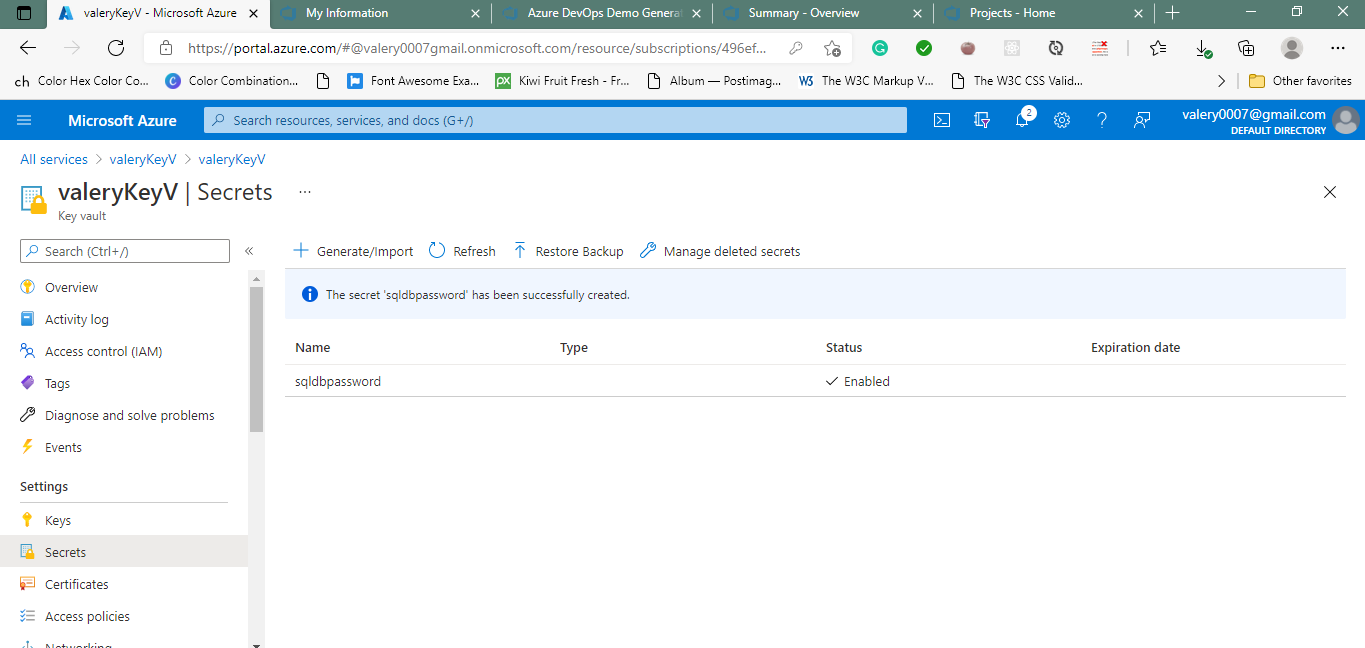 valeryKeyV - Microsoft Azure
My Information
Azure DevOps Demo Generat
Summary - Overview
Projects - Home
https://portal.azure.com/#@valery0007gmail.onmicrosoft.com/resource/subscriptions/496ef...
ch Color Hex Color Co...
C Color Combination...
Font Awesome Exa...
px Kiwi Fruit Fresh - Fr...
Album — Postimag...
W3 The W3C Markup V...
The W3C CSS Valid...
Other favorites
Microsoft Azure
Search resources, services, and docs (G+/)
2
valery0007@gmail.com
DEFAULT DIRECTORY
All services > valeryKeyV > valeryKeyV
valeryKeyV | Secrets ...
Key vault
Search (Ctrl+/)
«
Generate/Import
Refresh
Restore Backup
Manage deleted secrets
Overview
Activity log
Access control (IAM)
Tags
Diagnose and solve problems
Events
Settings
Keys
Secrets
Certificates
Access policies
Networking
The secret 'sqldbpassword' has been successfully created.
Name Type Status Expiration date
sqldbpassword Enabled